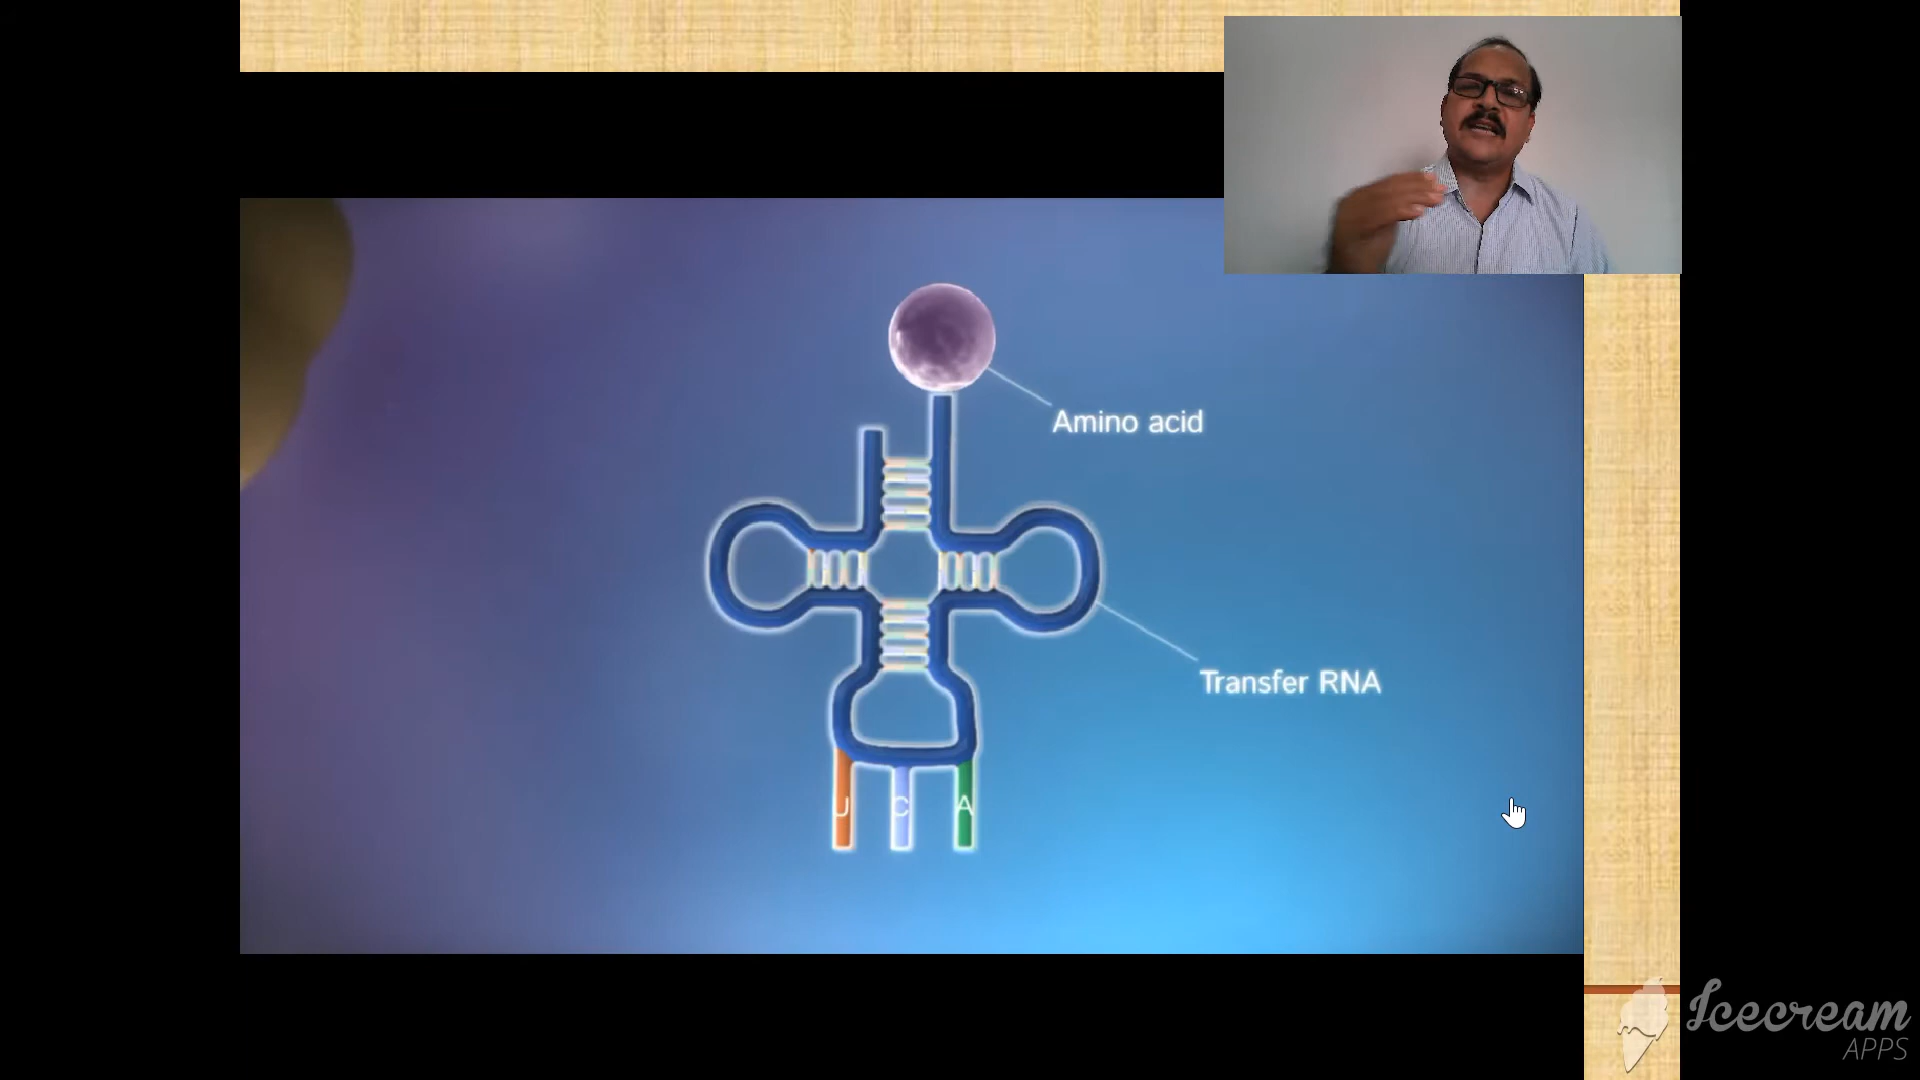 Amino acid
Transfer RNA
U C A
Icecream
APPS